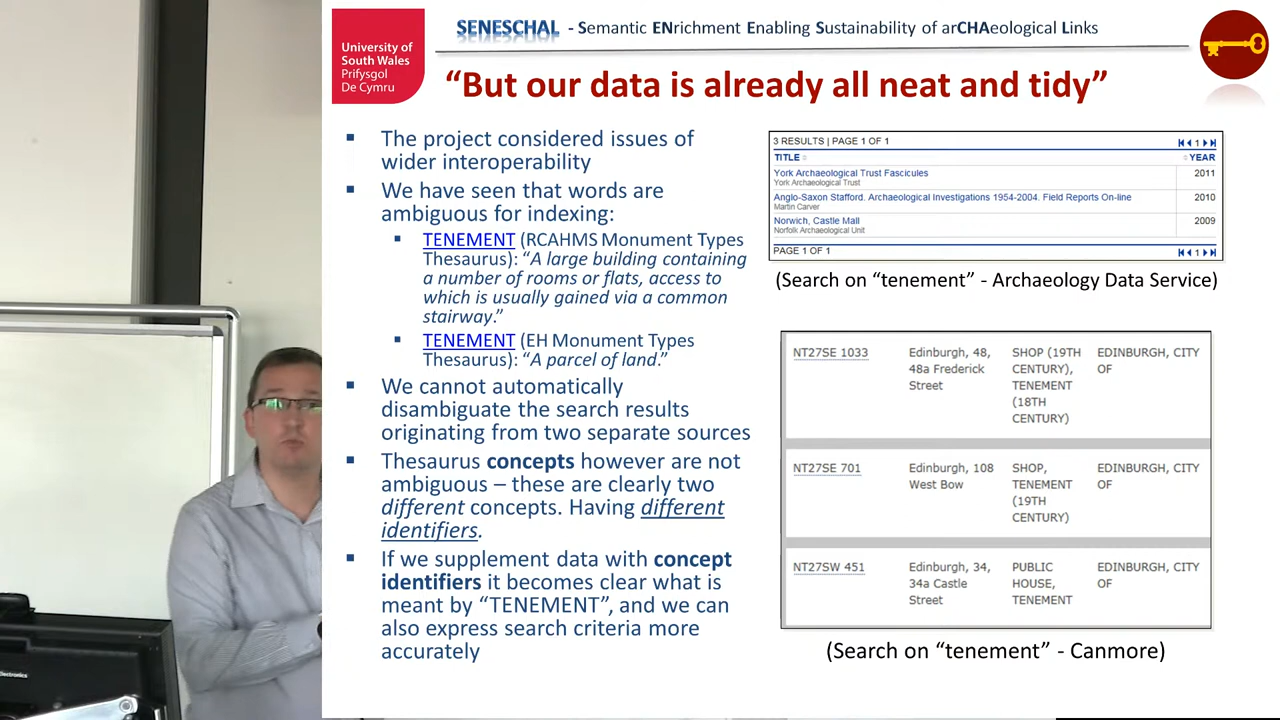 University of
South Wales
Prifysgol
De Cymru
SENESCHAL - Semantic ENrichment Enabling Sustainability of arCHAeological Links
“But our data is already all neat and tidy”
▪ The project considered issues of
wider interoperability
▪ We have seen that words are
ambiguous for indexing:
▪ TENEMENT (RCAHMS Monument Types
Thesaurus): “A large building containing
a number of rooms or flats, access to
which is usually gained via a common
stairway.”
▪ TENEMENT (EH Monument Types
Thesaurus): “A parcel of land.”
▪ We cannot automatically
disambiguate the search results
originating from two separate sources
▪ Thesaurus concepts however are not
ambiguous – these are clearly two
different concepts. Having different
identifiers.
▪ If we supplement data with concept
identifiers it becomes clear what is
meant by “TENEMENT”, and we can
also express search criteria more
accurately
3 RESULTS | PAGE 1 OF 1 1
TITLE YEAR
York Archaeological Trust Fascicules 2011
York Archaeological Trust
Anglo-Saxon Stafford. Archaeological Investigations 1954-2004. Field Reports On-line 2010
Martin Carver
Norwich, Castle Mall 2009
Norfolk Archaeological Unit
PAGE 1 OF 1 1
(Search on “tenement” - Archaeology Data Service)
NT27SE 1033 Edinburgh, 48, SHOP (19TH EDINBURGH, CITY
48a Frederick CENTURY), OF
Street TENEMENT
(18TH
CENTURY)
NT27SE 701 Edinburgh, 108 SHOP, EDINBURGH, CITY
West Bow TENEMENT OF
(19TH
CENTURY)
NT27SW 451 Edinburgh, 34, PUBLIC EDINBURGH, CITY
34a Castle HOUSE, OF
Street TENEMENT
(Search on “tenement” - Canmore)